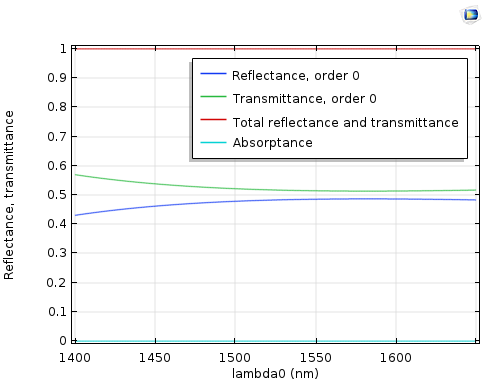 1
0.9
0.8
0.7
0.6
0.5
0.4
0.3
0.2
0.1
0
Reflectance, transmittance
Reflectance, order 0
Transmittance, order 0
Total reflectance and transmittance
Absorptance
1400 1450 1500 1550 1600
lambda0 (nm)